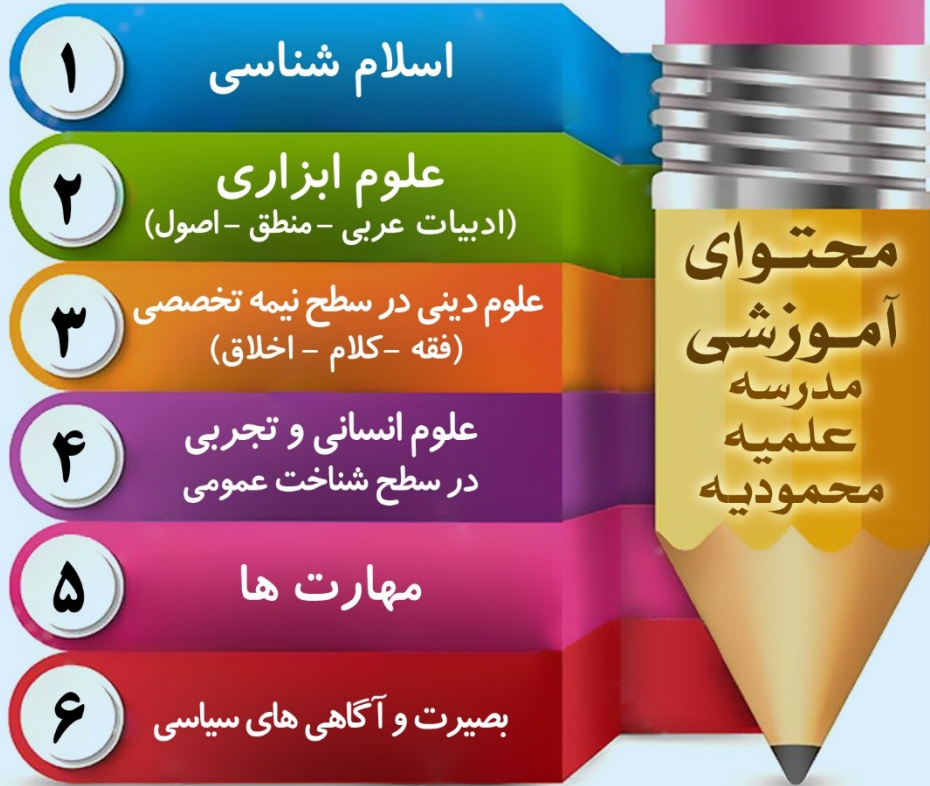 محتوای
آموزشی
مدرسه
علمیه
محمودیه
۱
اسلام شناسی
۲
علوم ابزاری
(ادبیات عربی - منطق - اصول)
۳
علوم دینی در سطح نیمه تخصصی
(فقه - کلام - اخلاق)
۴
علوم انسانی و تجربی
در سطح شناخت عمومی
۵
مهارت ها
۶
بصیرت و آگاهی های سیاسی